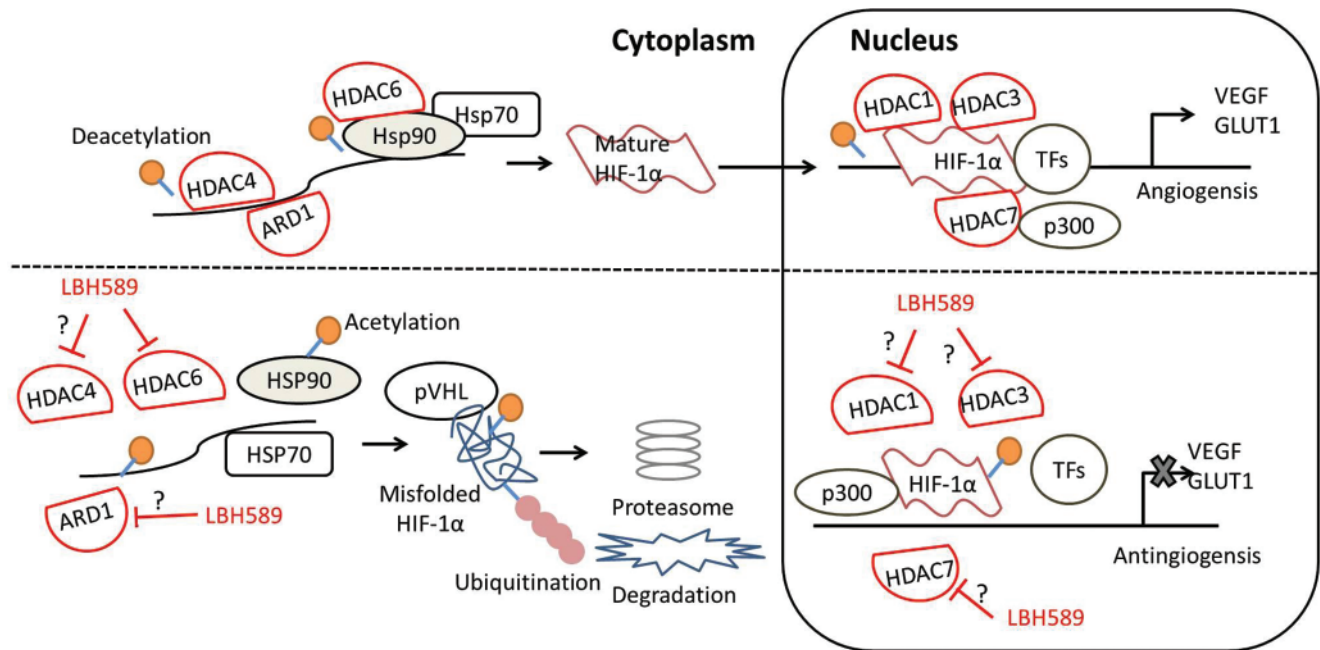 Cytoplasm
Nucleus
HDAC6
Hsp70
Hsp90
Deacetylation
HDAC4
ARD1
Mature
HIF-1α
HDAC1
HDAC3
HIF-1α
TFs
HDAC7
p300
VEGF
GLUT1
Angiogensis
LBH589
?
Acetylation
HDAC4
HDAC6
HSP90
HSP70
ARD1
?
LBH589
pVHL
Misfolded
HIF-1α
Ubiquitination
Proteasome
Degradation
LBH589
?
?
HDAC1
HDAC3
p300
HIF-1α
TFs
VEGF
GLUT1
Antingiogensis
HDAC7
?
LBH589